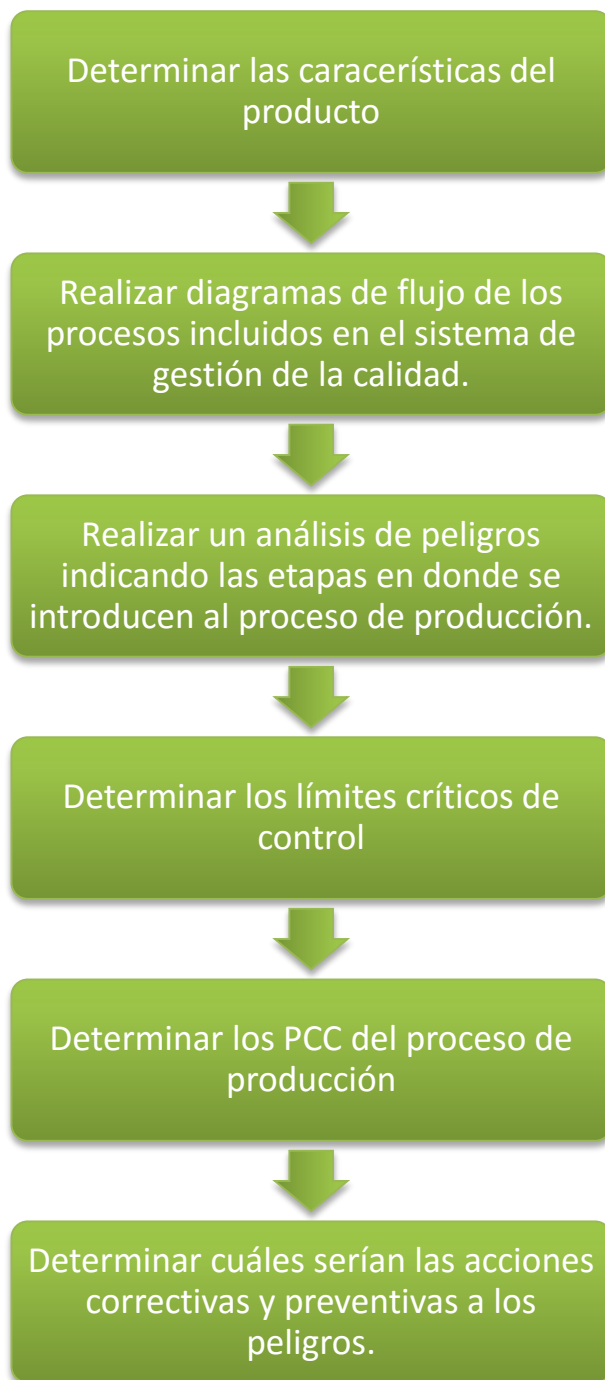 Determinar las caracerísticas del
producto
Realizar diagramas de flujo de los
procesos incluidos en el sistema de
gestión de la calidad.
Realizar un análisis de peligros
indicando las etapas en donde se
introducen al proceso de producción.
Determinar los límites críticos de
control
Determinar los PCC del proceso de
producción
Determinar cuáles serían las acciones
correctivas y preventivas a los
peligros.